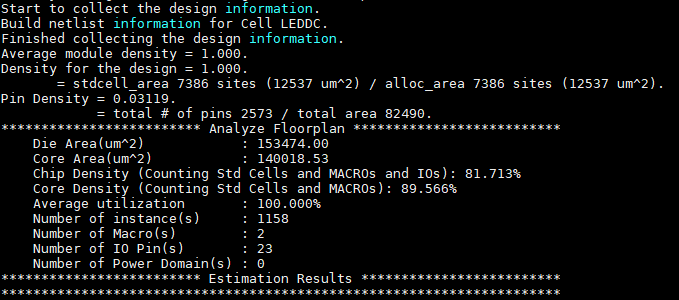 Start to collect the design information.
Build netlist information for Cell LEDDC.
Finished collecting the design information.
Average module density = 1.000.
Density for the design = 1.000.
       = stdcell_area 7386 sites (12537 um^2) / alloc_area 7386 sites (12537 um^2).
Pin Density = 0.03119.
            = total # of pins 2573 / total area 82490.
************************* Analyze Floorplan **************************
    Die Area(um^2)            : 153474.00
    Core Area(um^2)           : 140018.53
    Chip Density (Counting Std Cells and MACROs and IOs): 81.713%
    Core Density (Counting Std Cells and MACROs): 89.566%
    Average utilization       : 100.000%
    Number of instance(s)     : 1158
    Number of Macro(s)        : 2
    Number of IO Pin(s)       : 23
    Number of Power Domain(s) : 0
************************* Estimation Results *************************
**********************************************************************